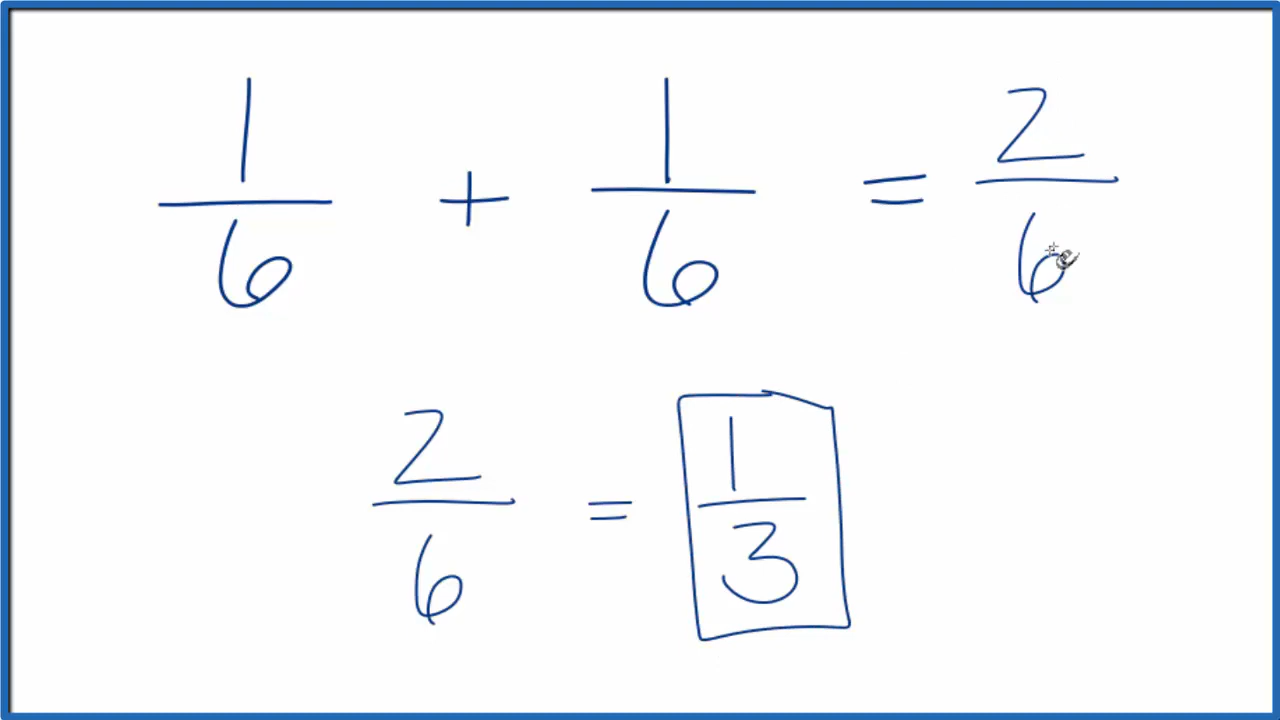 1/6 + 1/6 = 2/6
2/6 = 1/3